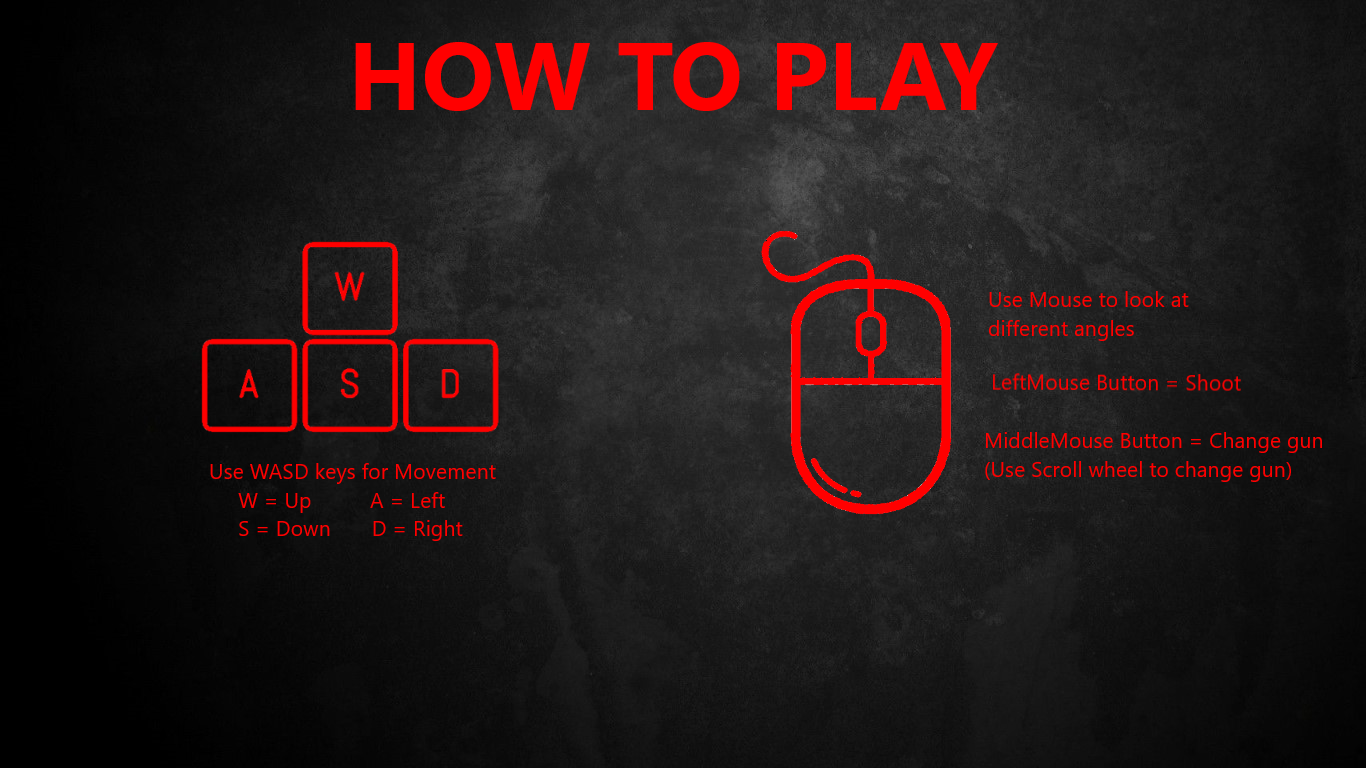 HOW TO PLAY
W
A S D
Use WASD keys for Movement
W = Up A = Left
S = Down D = Right
Use Mouse to look at
different angles
LeftMouse Button = Shoot
MiddleMouse Button = Change gun
(Use Scroll wheel to change gun)